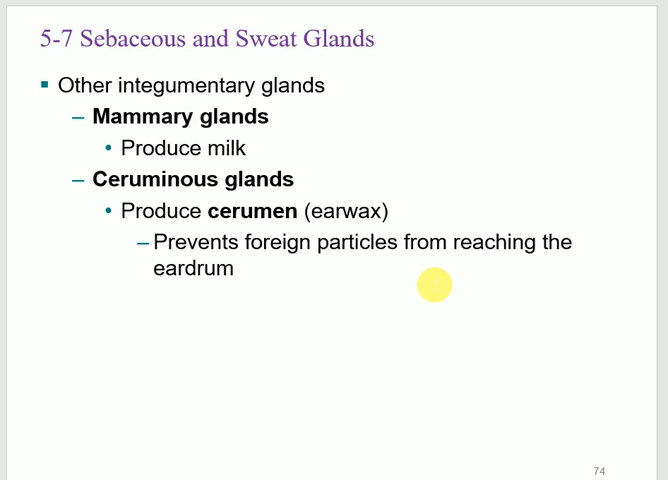 5-7 Sebaceous and Sweat Glands
▪ Other integumentary glands
– Mammary glands
• Produce milk
– Ceruminous glands
• Produce cerumen (earwax)
– Prevents foreign particles from reaching the
eardrum
74